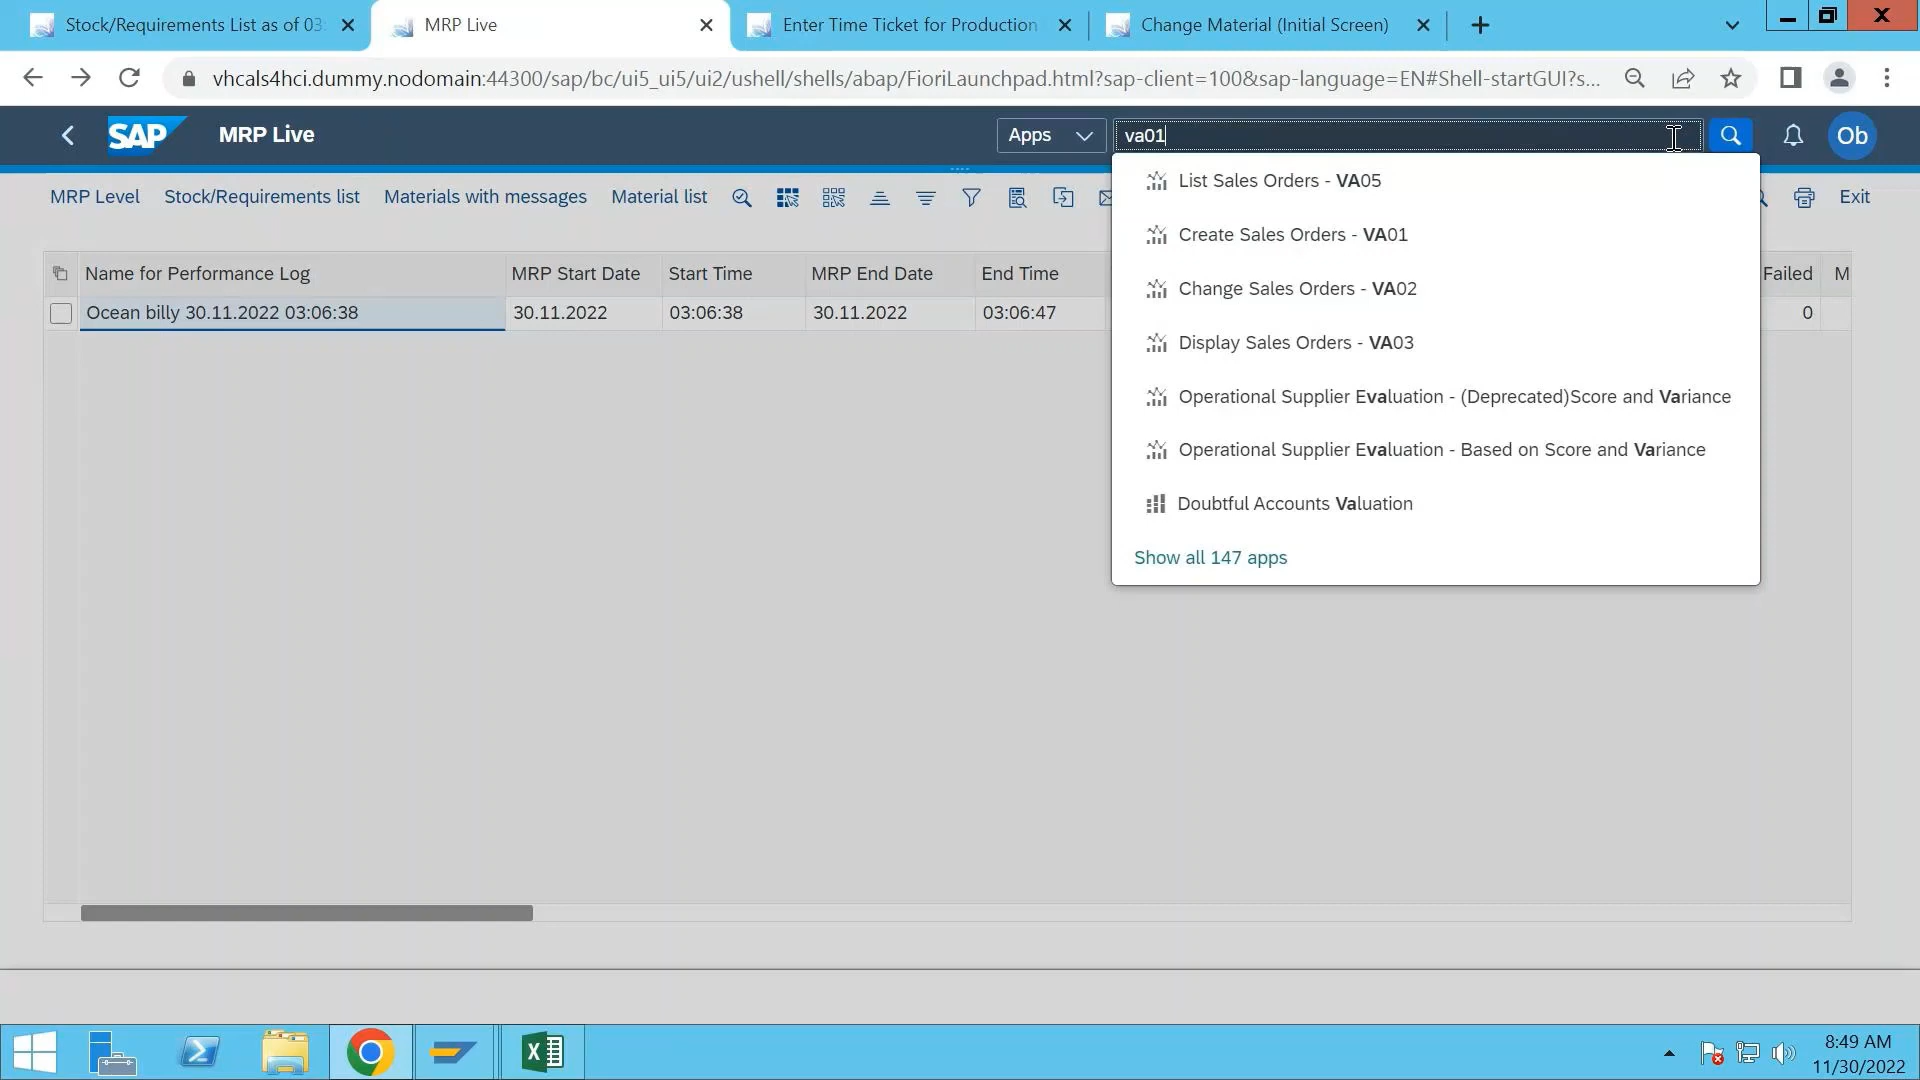 Stock/Requirements List as of 03:
MRP Live
Enter Time Ticket for Production
Change Material (Initial Screen)
vhcals4hci.dummy.nodomain:44300/sap/bc/ui5_ui5/ui2/ushell/shells/abap/FioriLaunchpad.html?sap-client=100&sap-language=EN#Shell-startGUI?s...
SAP
MRP Live
Apps
va01
Ob
MRP Level
Stock/Requirements list
Materials with messages
Material list
Exit
List Sales Orders - VA05
Create Sales Orders - VA01
Change Sales Orders - VA02
Display Sales Orders - VA03
Operational Supplier Evaluation - (Deprecated)Score and Variance
Operational Supplier Evaluation - Based on Score and Variance
Doubtful Accounts Valuation
Show all 147 apps
Name for Performance Log
MRP Start Date
Start Time
MRP End Date
End Time
Failed
M
Ocean billy 30.11.2022 03:06:38
30.11.2022
03:06:38
30.11.2022
03:06:47
0
8:49 AM
11/30/2022